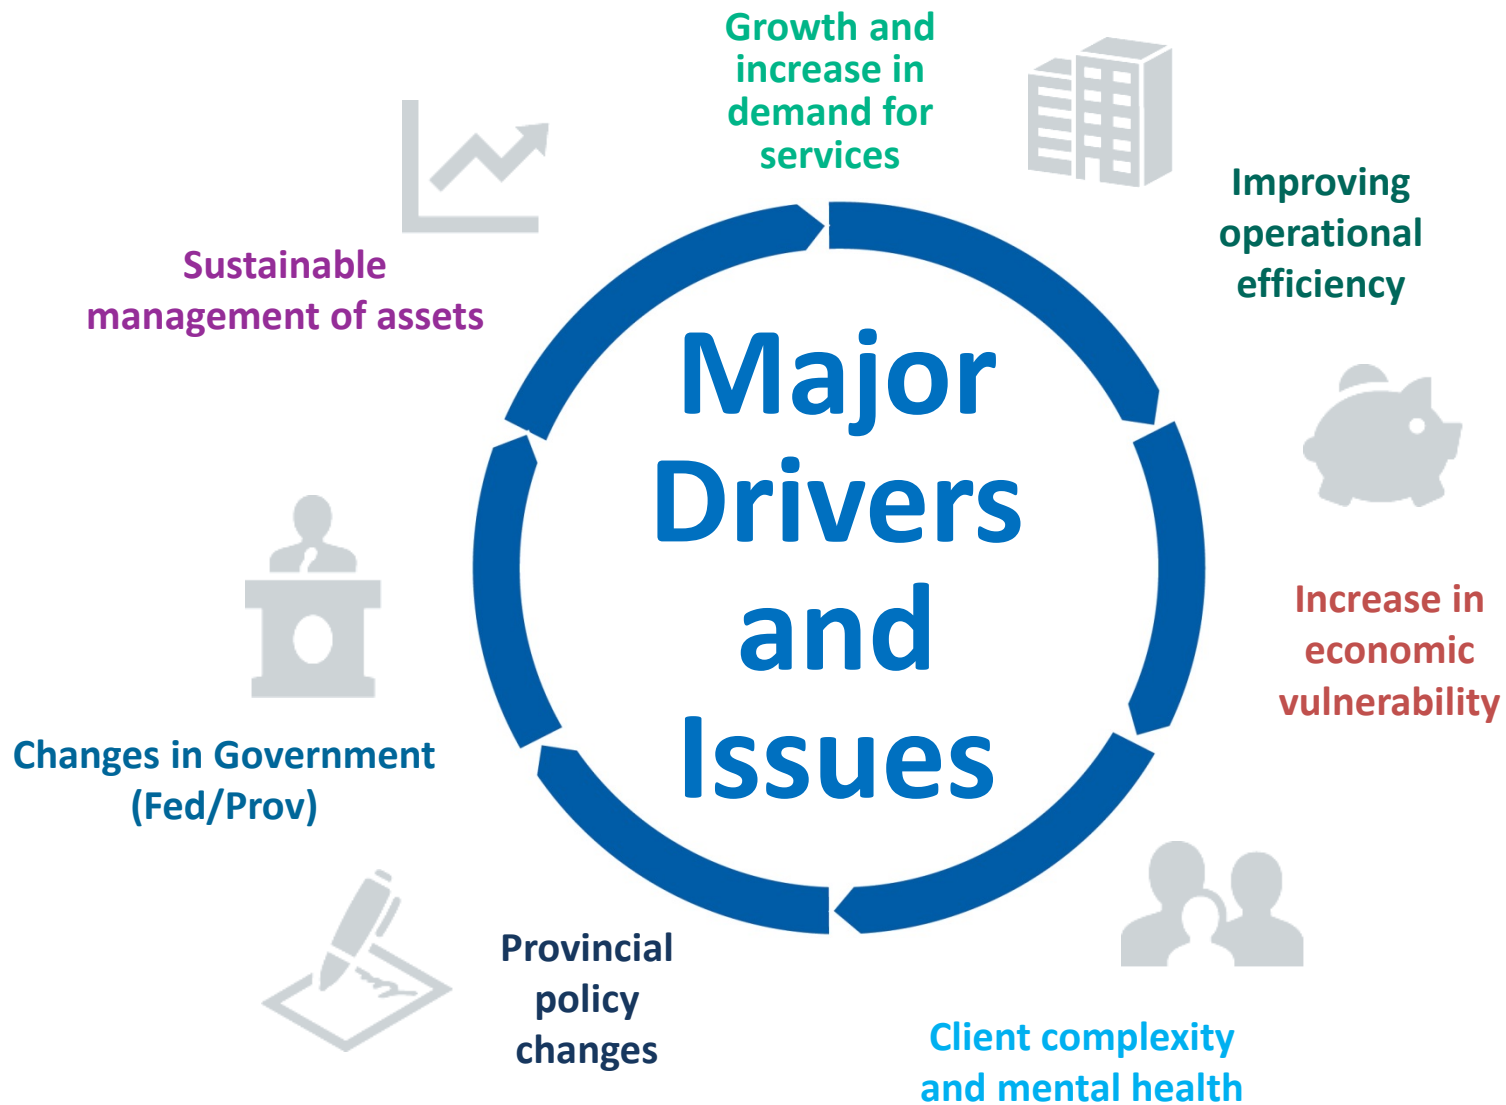 Growth and
increase in
demand for
services
Improving
operational
efficiency
Increase in
economic
vulnerability
Client complexity
and mental health
Provincial
policy
changes
Changes in Government
(Fed/Prov)
Sustainable
management of assets
Major
Drivers
and
Issues